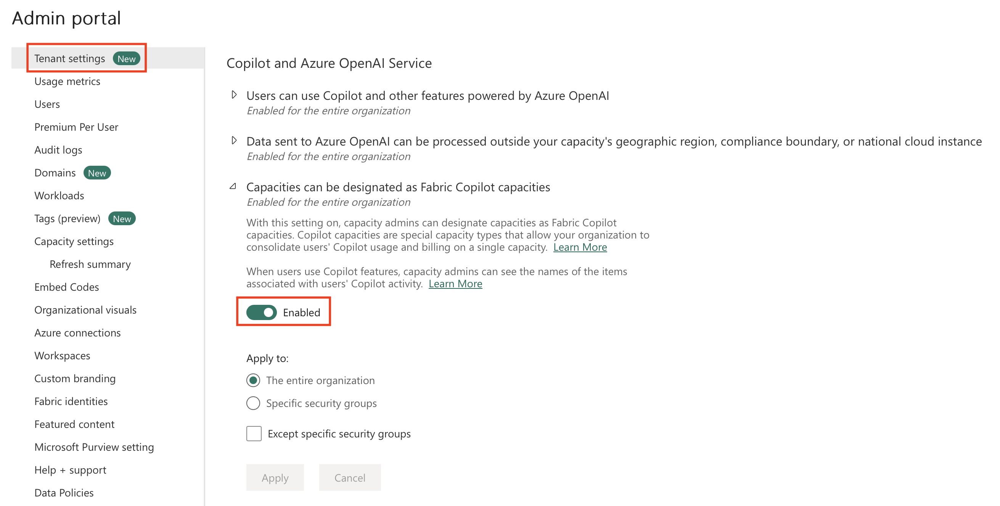 Admin portal
Tenant settings New
Usage metrics
Users
Premium Per User
Audit logs
Domains New
Workloads
Tags (preview) New
Capacity settings
Refresh summary
Embed Codes
Organizational visuals
Azure connections
Workspaces
Custom branding
Fabric identities
Featured content
Microsoft Purview setting
Help + support
Data Policies
Copilot and Azure OpenAI Service
Users can use Copilot and other features powered by Azure OpenAI
Enabled for the entire organization
Data sent to Azure OpenAI can be processed outside your capacity's geographic region, compliance boundary, or national cloud instance
Enabled for the entire organization
Capacities can be designated as Fabric Copilot capacities
Enabled for the entire organization
With this setting on, capacity admins can designate capacities as Fabric Copilot
capacities. Copilot capacities are special capacity types that allow your organization to
consolidate users' Copilot usage and billing on a single capacity. Learn More
When users use Copilot features, capacity admins can see the names of the items
associated with users' Copilot activity. Learn More
Enabled
Apply to:
The entire organization
Specific security groups
Except specific security groups
Apply Cancel